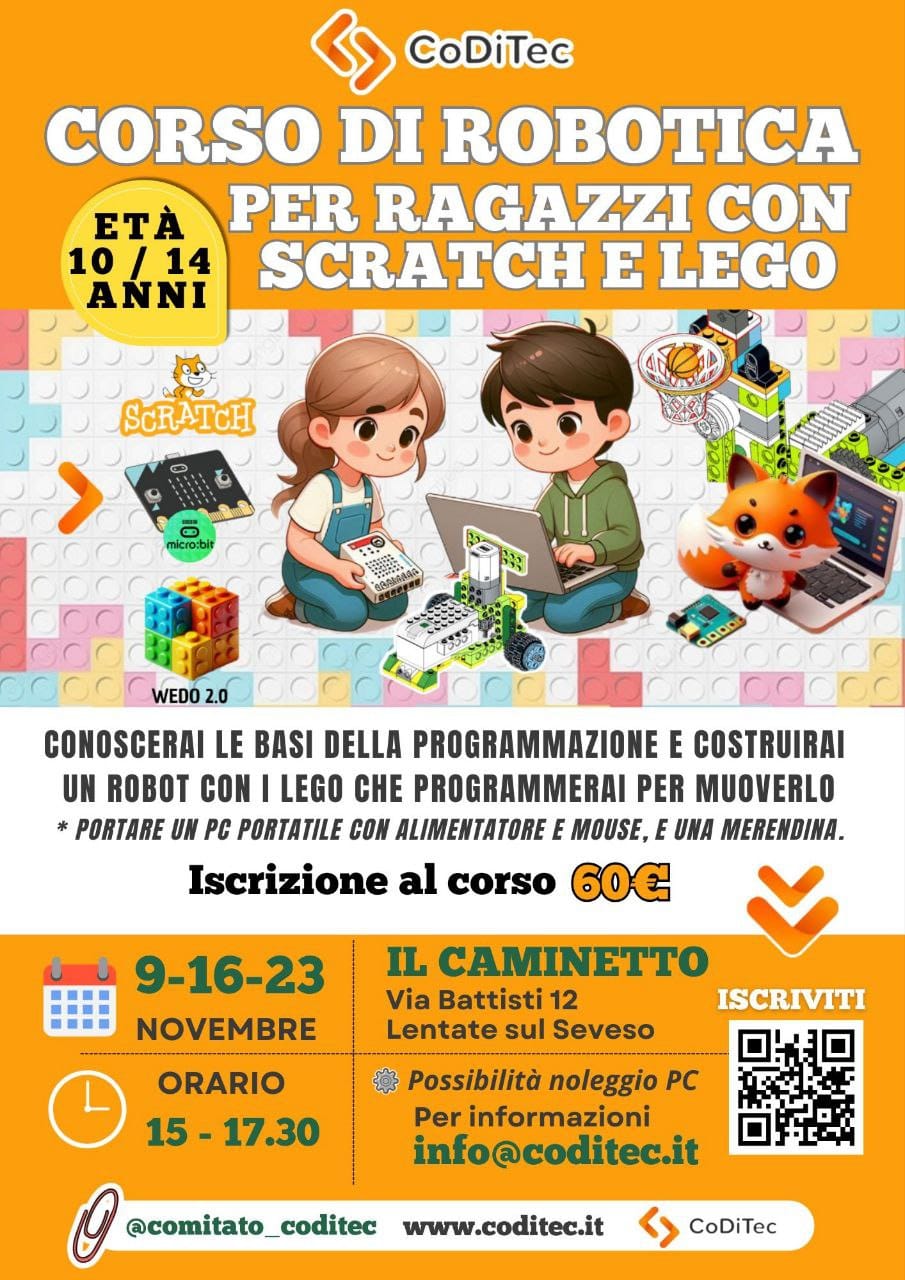 CoDiTec
CORSO DI ROBOTICA
PER RAGAZZI CON
SCRATCH E LEGO
ETÀ
10 / 14
ANNI
SCRATCH
micro:bit
WEDO 2.0
CONOSCERAI LE BASI DELLA PROGRAMMAZIONE E COSTRUIRAI
UN ROBOT CON I LEGO CHE PROGRAMMERAI PER MUOVERLO
* PORTARE UN PC PORTATILE CON ALIMENTATORE E MOUSE, E UNA MERENDINA.
Iscrizione al corso 60€
9-16-23
NOVEMBRE
IL CAMINETTO
Via Battisti 12
Lentate sul Seveso
ISCRIVITI
ORARIO
15 - 17.30
Possibilità noleggio PC
Per informazioni
info@coditec.it
@comitato_coditec www.coditec.it CoDiTec